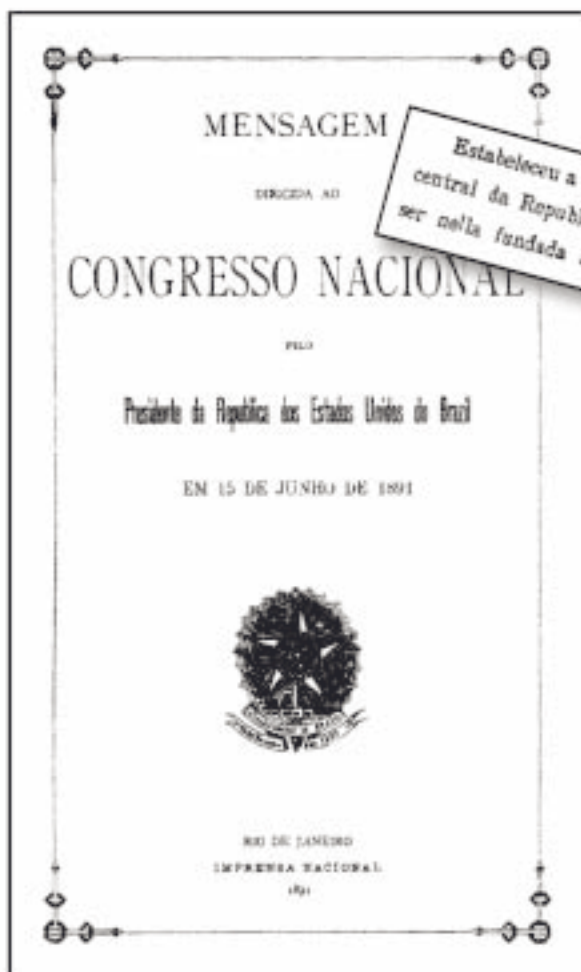 MENSAGEM
DIRIGIDA AO
CONGRESSO NACIONAL
PELO
Presidente da Republica dos Estados Unidos do Brazil
EM 15 DE JUNHO DE 1891
RIO DE JANEIRO
IMPRENSA NACIONAL
1891
Estabeleceu a
central da Republ
ser nella fundada